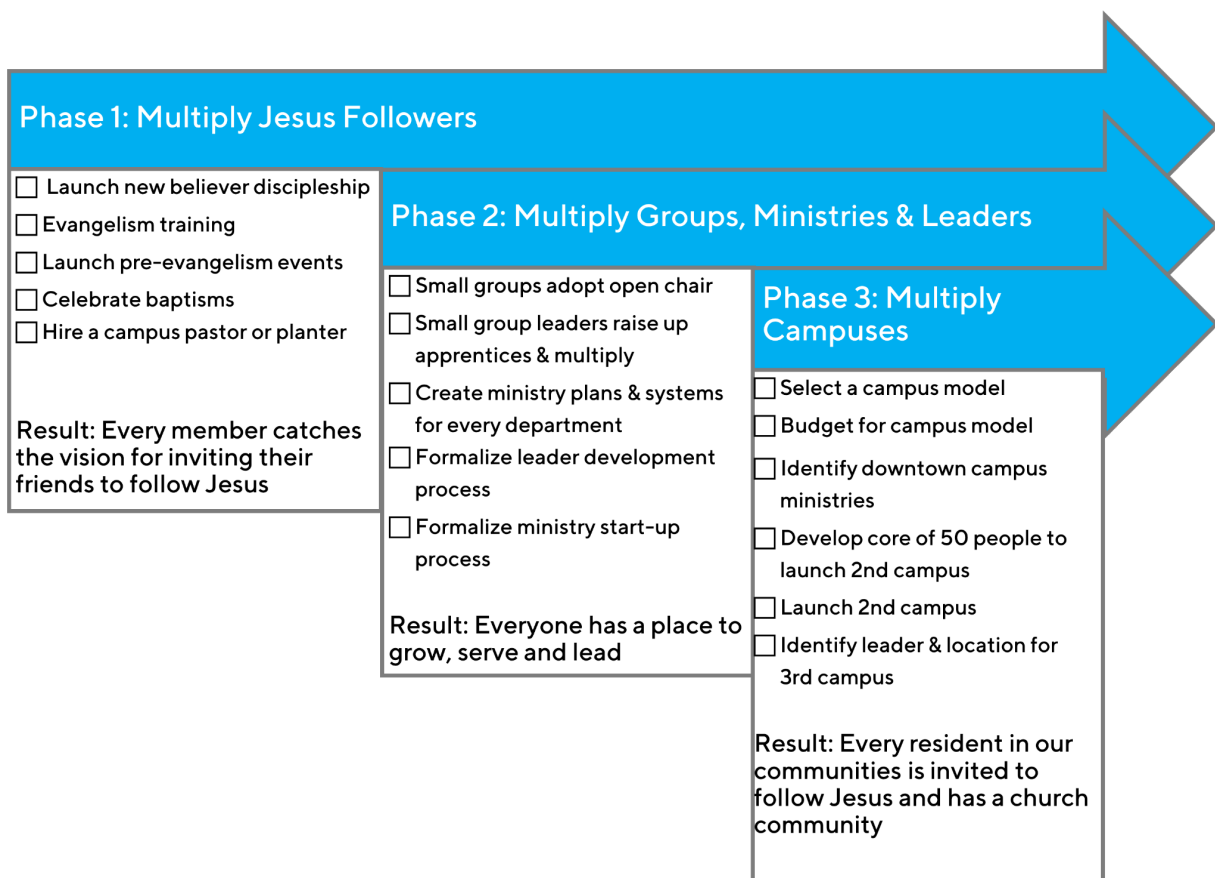 Phase 1: Multiply Jesus Followers
Launch new believer discipleship
Evangelism training
Launch pre-evangelism events
Celebrate baptisms
Hire a campus pastor or planter
Result: Every member catches
the vision for inviting their
friends to follow Jesus
Phase 2: Multiply Groups, Ministries & Leaders
Small groups adopt open chair
Small group leaders raise up
apprentices & multiply
Create ministry plans & systems
for every department
Formalize leader development
process
Formalize ministry start-up
process
Result: Everyone has a place to
grow, serve and lead
Phase 3: Multiply
Campuses
Select a campus model
Budget for campus model
Identify downtown campus
ministries
Develop core of 50 people to
launch 2nd campus
Launch 2nd campus
Identify leader & location for
3rd campus
Result: Every resident in our
communities is invited to
follow Jesus and has a church
community